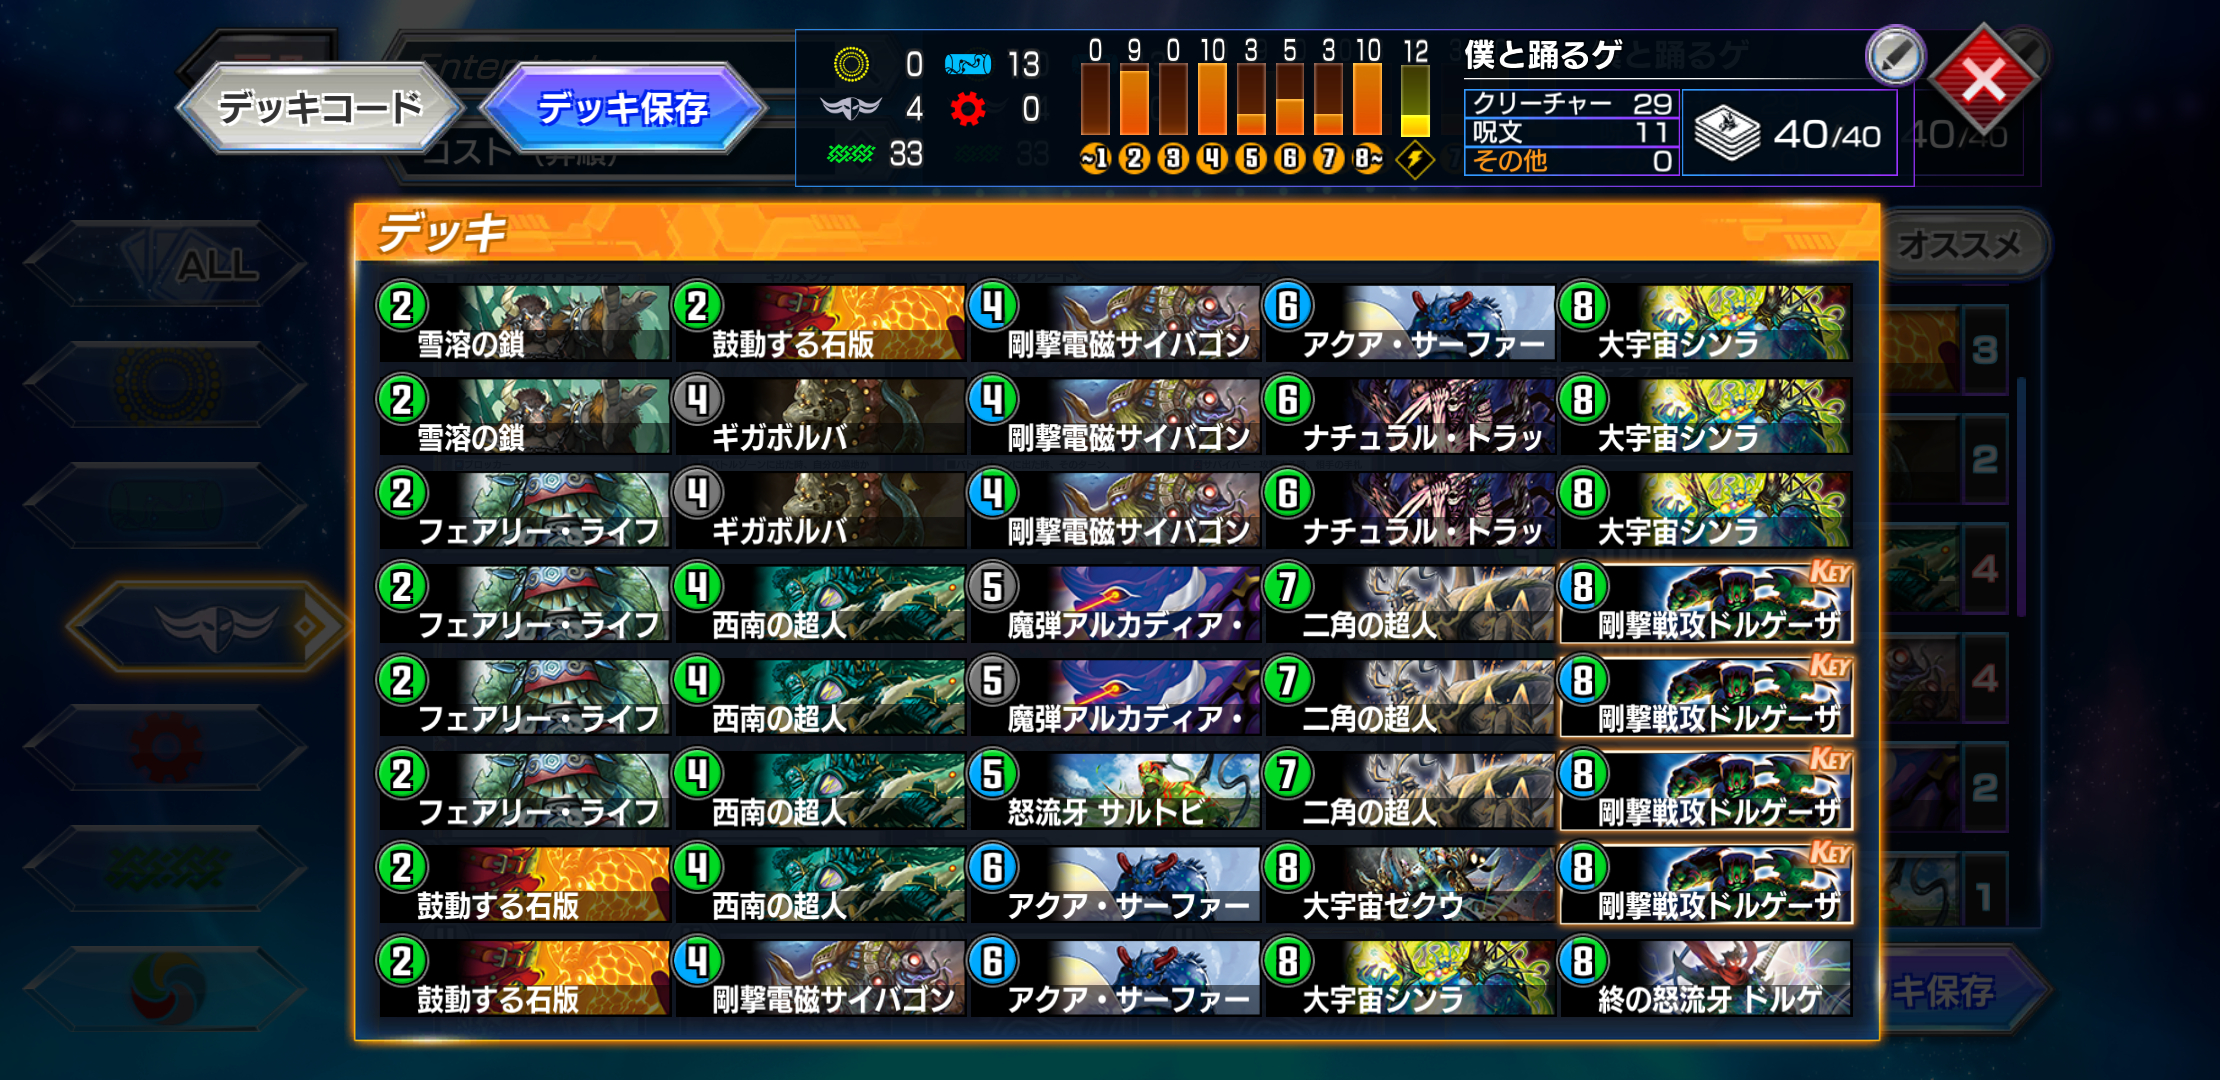 デッキコード
デッキ保存
0 13
4 0
33
0 9 0 10 3 5 3 10 12
~1 2 3 4 5 6 7 8~
僕と踊るゲ
クリーチャー 29
呪文 11
その他 0
40/40
デッキ
ALL
オススメ
2 雪溶の鎖
2 鼓動する石版
4 剛撃電磁サイバゴン
6 アクア・サーファー
8 大宇宙シンラ
2 雪溶の鎖
4 ギガボルバ
4 剛撃電磁サイバゴン
6 ナチュラル・トラッ
8 大宇宙シンラ
2 フェアリー・ライフ
4 ギガボルバ
4 剛撃電磁サイバゴン
6 ナチュラル・トラッ
8 大宇宙シンラ
2 フェアリー・ライフ
4 西南の超人
5 魔弾アルカディア・
7 二角の超人
8 剛撃戦攻ドルゲーザ KEY
2 フェアリー・ライフ
4 西南の超人
5 魔弾アルカディア・
7 二角の超人
8 剛撃戦攻ドルゲーザ KEY
2 フェアリー・ライフ
4 西南の超人
5 怒流牙 サルトビ
7 二角の超人
8 剛撃戦攻ドルゲーザ KEY
2 鼓動する石版
4 西南の超人
6 アクア・サーファー
8 大宇宙ゼクウ
8 剛撃戦攻ドルゲーザ KEY
2 鼓動する石版
4 剛撃電磁サイバゴン
6 アクア・サーファー
8 大宇宙シンラ
8 終の怒流牙 ドルゲ
3
2
4
4
2
1
キ保存